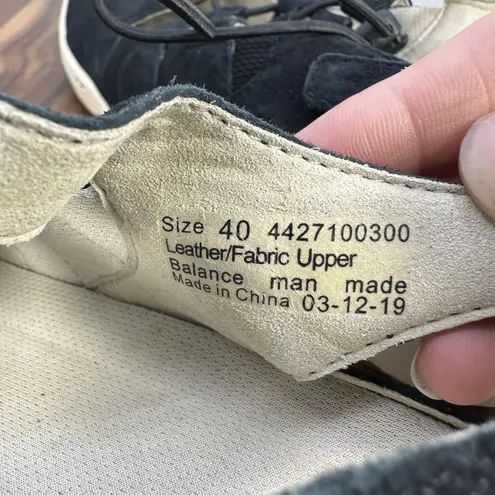 Size 40 4427100300
Leather/Fabric Upper
Balance man made
Made in China 03-12-19